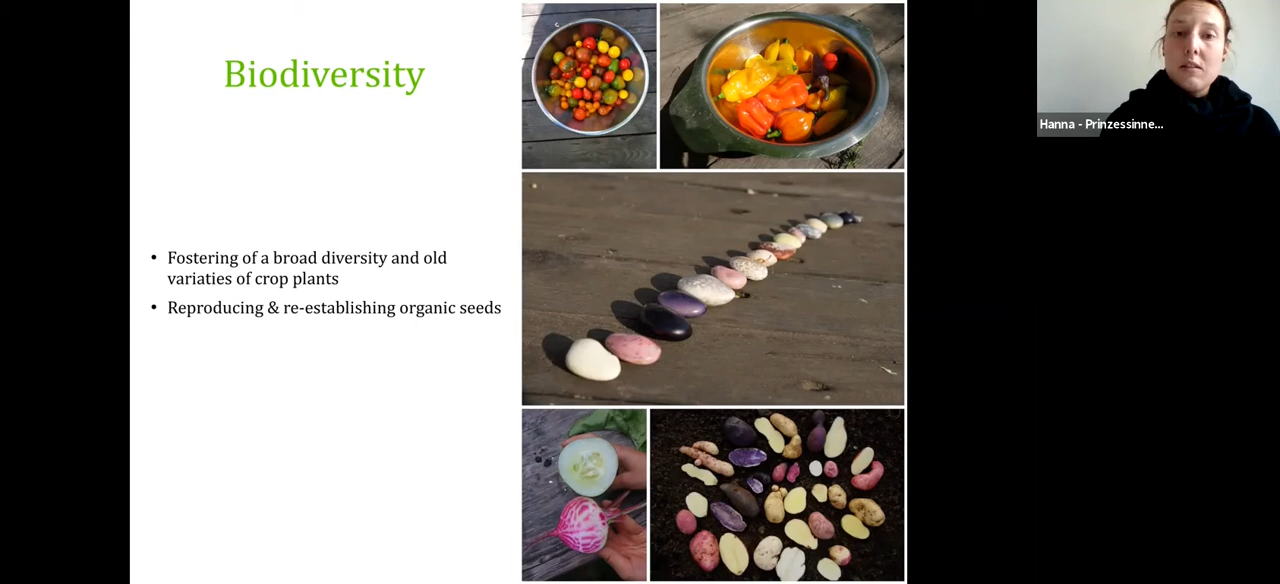 Biodiversity
• Fostering of a broad diversity and old
variaties of crop plants
• Reproducing & re-establishing organic seeds
Hanna - Prinzessinne...